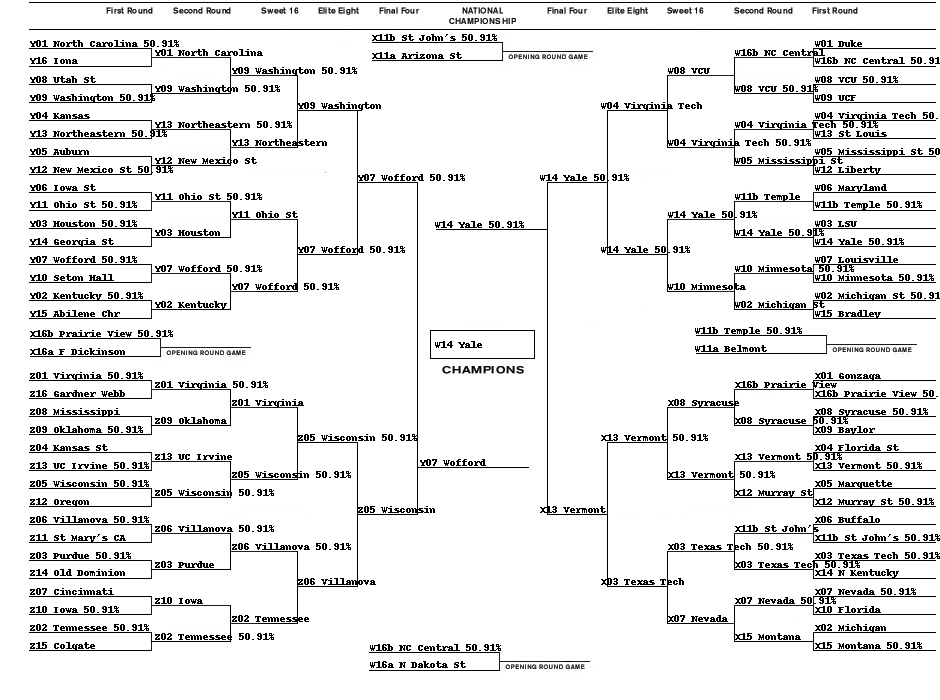 First Round Second Round Sweet 16 Elite Eight Final Four NATIONAL CHAMPIONSHIP Final Four Elite Eight Sweet 16 Second Round First Round
X11b St John's 50.91%
X11a Arizona St
OPENING ROUND GAME
Y01 North Carolina 50.91%
Y16 Iona
Y08 Utah St
Y09 Washington 50.91%
Y04 Kansas
Y13 Northeastern 50.91%
Y05 Auburn
Y12 New Mexico St 50.91%
Y06 Iowa St
Y11 Ohio St 50.91%
Y03 Houston 50.91%
Y14 Georgia St
Y07 Wofford 50.91%
Y10 Seton Hall
Y02 Kentucky 50.91%
Y15 Abilene Chr
Y01 North Carolina
Y09 Washington 50.91%
Y13 Northeastern 50.91%
Y12 New Mexico St
Y11 Ohio St 50.91%
Y03 Houston
Y07 Wofford 50.91%
Y02 Kentucky
Y09 Washington 50.91%
Y13 Northeastern
Y11 Ohio St
Y07 Wofford 50.91%
Y09 Washington
Y07 Wofford 50.91%
Y07 Wofford 50.91%
X16b Prairie View 50.91%
X16a F Dickinson
OPENING ROUND GAME
Z01 Virginia 50.91%
Z16 Gardner Webb
Z08 Mississippi
Z09 Oklahoma 50.91%
Z04 Kansas St
Z13 UC Irvine 50.91%
Z05 Wisconsin 50.91%
Z12 Oregon
Z06 Villanova 50.91%
Z11 St Mary's CA
Z03 Purdue 50.91%
Z14 Old Dominion
Z07 Cincinnati
Z10 Iowa 50.91%
Z02 Tennessee 50.91%
Z15 Colgate
Z01 Virginia 50.91%
Z09 Oklahoma
Z13 UC Irvine
Z05 Wisconsin 50.91%
Z06 Villanova 50.91%
Z03 Purdue
Z10 Iowa
Z02 Tennessee 50.91%
Z01 Virginia
Z05 Wisconsin 50.91%
Z06 Villanova 50.91%
Z02 Tennessee
Z05 Wisconsin 50.91%
Z06 Villanova
Z05 Wisconsin
W14 Yale 50.91%
W14 Yale
CHAMPIONS
Y07 Wofford
W16b NC Central 50.91%
W16a N Dakota St
OPENING ROUND GAME
W14 Yale 50.91%
W04 Virginia Tech
W14 Yale 50.91%
W08 VCU
W04 Virginia Tech 50.91%
W14 Yale 50.91%
W10 Minnesota
W16b NC Central
W08 VCU 50.91%
W04 Virginia Tech 50.91%
W05 Mississippi St
W11b Temple
W14 Yale 50.91%
W10 Minnesota 50.91%
W02 Michigan St
W01 Duke
W16b NC Central 50.91
W08 VCU 50.91%
W09 UCF
W04 Virginia Tech 50.
W13 St Louis
W05 Mississippi St 50
W12 Liberty
W06 Maryland
W11b Temple 50.91%
W03 LSU
W14 Yale 50.91%
W07 Louisville
W10 Minnesota 50.91%
W02 Michigan St 50.91
W15 Bradley
W11b Temple 50.91%
W11a Belmont
OPENING ROUND GAME
X13 Vermont
X13 Vermont 50.91%
X03 Texas Tech
X08 Syracuse
X13 Vermont 50.91%
X03 Texas Tech 50.91%
X07 Nevada
X16b Prairie View
X08 Syracuse 50.91%
X13 Vermont 50.91%
X12 Murray St
X11b St John's
X03 Texas Tech 50.91%
X07 Nevada 50.91%
X15 Montana
X01 Gonzaga
X16b Prairie View 50.
X08 Syracuse 50.91%
X09 Baylor
X04 Florida St
X13 Vermont 50.91%
X05 Marquette
X12 Murray St 50.91%
X06 Buffalo
X11b St John's 50.91%
X03 Texas Tech 50.91%
X14 N Kentucky
X07 Nevada 50.91%
X10 Florida
X02 Michigan
X15 Montana 50.91%